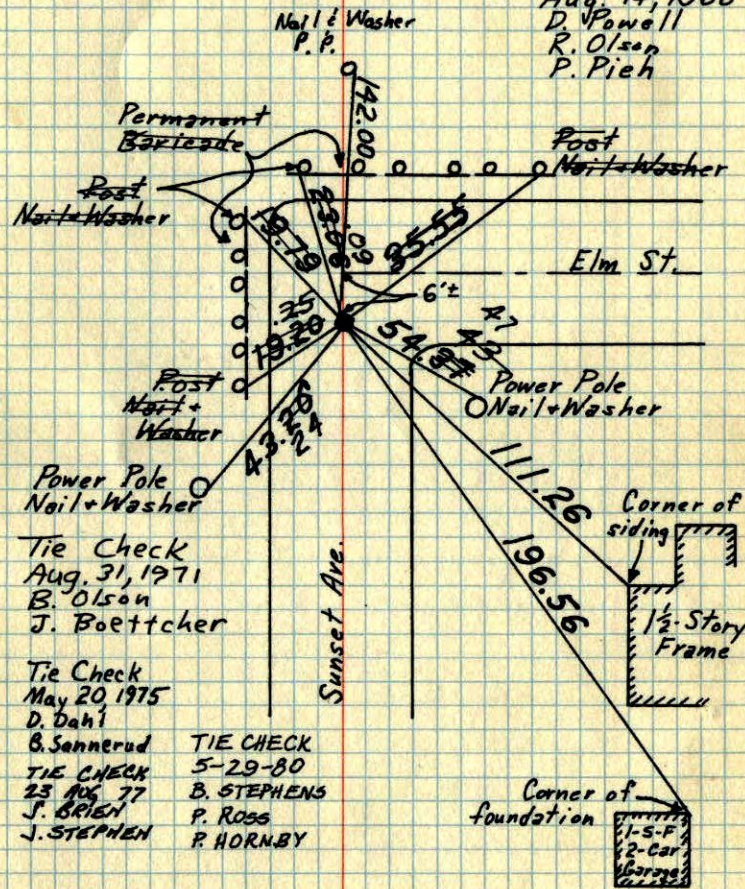 D. Powell
R. Olson
P. Pieh
Nail & Washer
P. P.
142.00
Permanent
Baricade
Post
Nail + Washer
Post
Nail + Washer
19.79
.09
35.55
Elm St.
6'±
.25
19.20
47
43
54.37
Post
Nail +
Washer
Power Pole
Nail + Washer
43.20
24
Power Pole
Nail + Washer
111.26
196.56
Corner of
siding
1½-Story
Frame
Sunset Ave.
Tie Check
Aug. 31, 1971
B. Olson
J. Boettcher
Tie Check
May 20, 1975
D. Dahl
B. Sannerud
TIE CHECK
23 AUG 77
J. BRIEN
J. STEPHEN
TIE CHECK
5-29-80
B. STEPHENS
P. ROSS
P. HORNBY
Corner of
foundation
1-S-F
2-Car
Garage